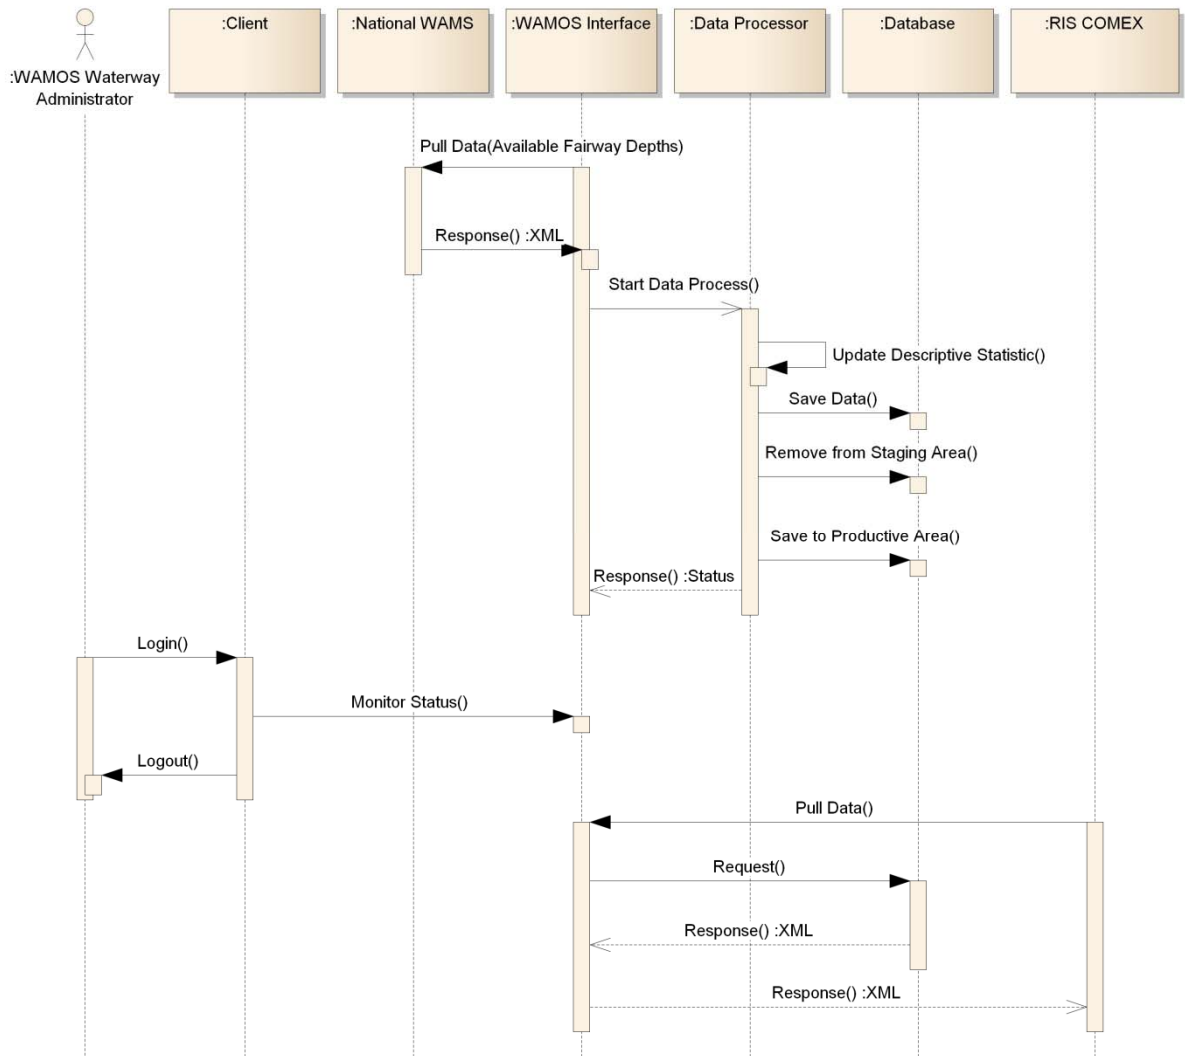 :Client
:National WAMS
:WAMOS Interface
:Data Processor
:Database
:RIS COMEX
:WAMOS Waterway
Administrator
Pull Data(Available Fairway Depths)
Response() :XML
Start Data Process()
Update Descriptive Statistic()
Save Data()
Remove from Staging Area()
Save to Productive Area()
Response() :Status
Login()
Monitor Status()
Logout()
Pull Data()
Request()
Response() :XML
Response() :XML